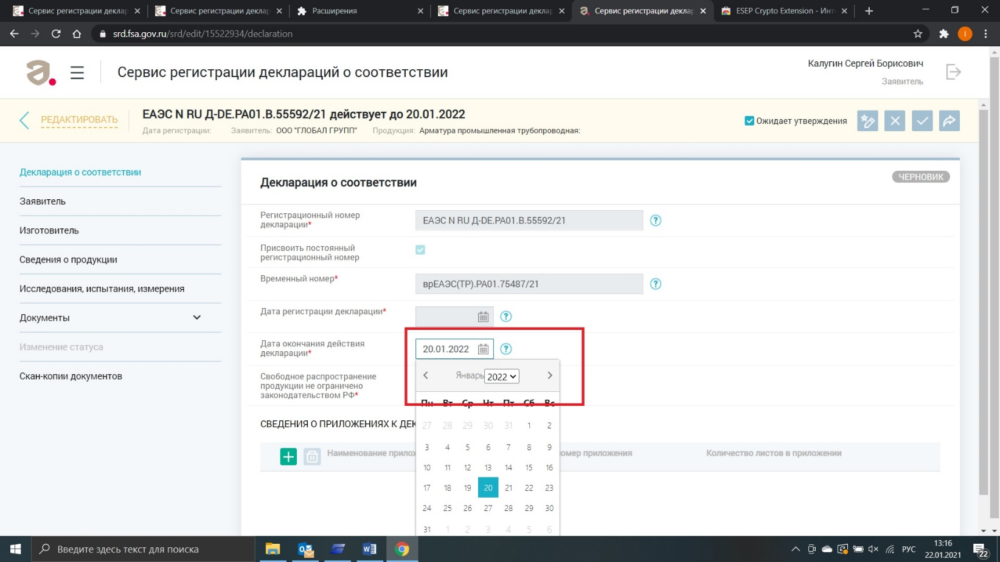 Сервис регистрации деклар
Сервис регистрации деклар
Расширения
Сервис регистрации деклар
Сервис регистрации деклар
ESEP Crypto Extension - Инт
srd.fsa.gov.ru/srd/edit/15522934/declaration
I
Сервис регистрации деклараций о соответствии
Калугин Сергей Борисович
Заявитель
РЕДАКТИРОВАТЬ
ЕАЭС N RU Д-DE.РА01.В.55592/21 действует до 20.01.2022
Дата регистрации: Заявитель: ООО "ГЛОБАЛ ГРУПП" Продукция: Арматура промышленная трубопроводная:
Ожидает утверждения
Декларация о соответствии
Заявитель
Изготовитель
Сведения о продукции
Исследования, испытания, измерения
Документы
Изменение статуса
Скан-копии документов
Декларация о соответствии
ЧЕРНОВИК
Регистрационный номер
декларации*
ЕАЭС N RU Д-DE.РА01.В.55592/21
Присвоить постоянный
регистрационный номер
Временный номер*
врЕАЭС(ТР).РА01.75487/21
Дата регистрации декларации*
Дата окончания действия
декларации*
20.01.2022
Свободное распространение
продукции не ограничено
законодательством РФ*
Январь 2022
Пн Вт Ср Чт Пт Сб Вс
27 28 29 30 31 1 2
3 4 5 6 7 8 9
10 11 12 13 14 15 16
17 18 19 20 21 22 23
24 25 26 27 28 29 30
31 1 2 3 4 5 6
СВЕДЕНИЯ О ПРИЛОЖЕНИЯХ К ДЕК
Наименование прилож
омер приложения
Количество листов в приложении
Введите здесь текст для поиска
РУС
13:16
22.01.2021
22